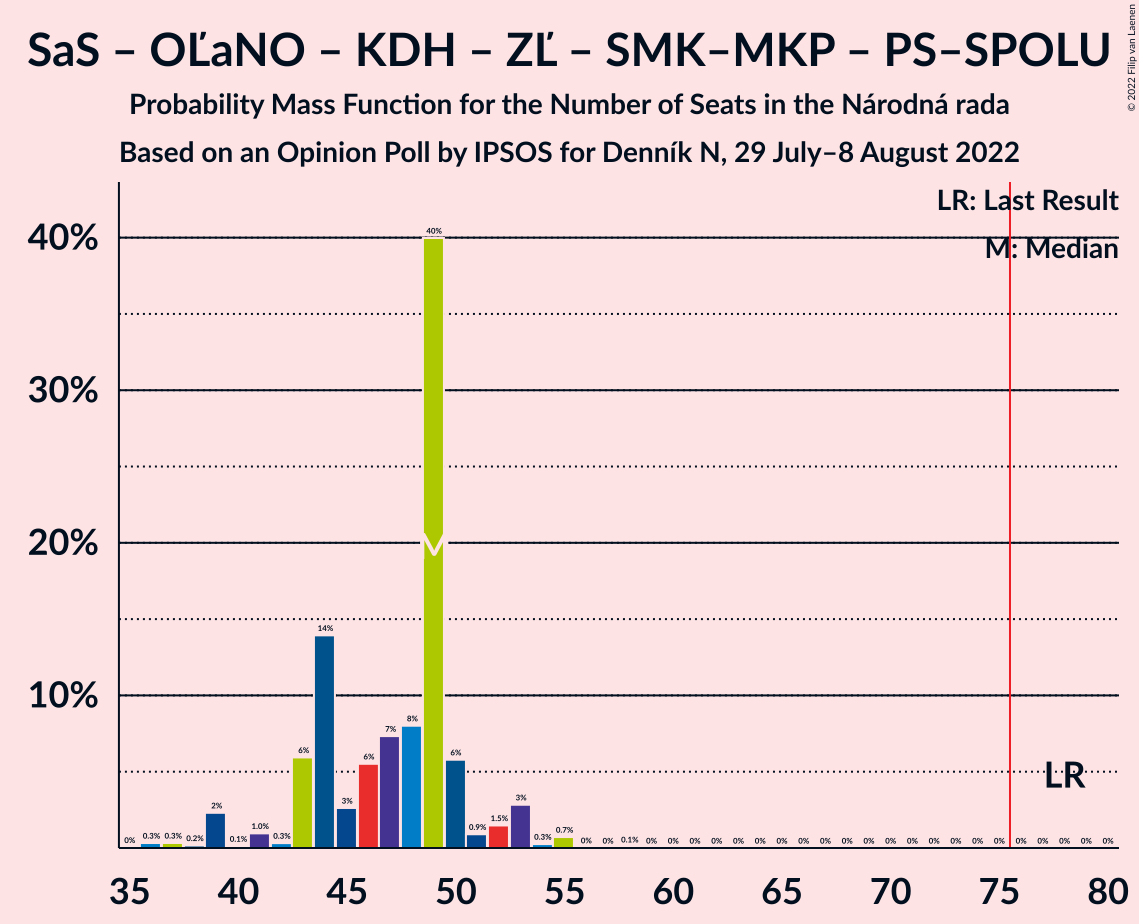 SaS – OĽaNO – KDH – ZĽ – SMK–MKP – PS–SPOLU
Probability Mass Function for the Number of Seats in the Národná rada
Based on an Opinion Poll by IPSOS for Denník N, 29 July–8 August 2022
© 2022 Filip van Laenen
LR: Last Result
M: Median
40%
30%
20%
10%
0% 0.3% 0.3% 0.2% 2% 0.1% 1.0% 0.3% 6% 14% 3% 6% 7% 8% 40% 6% 0.9% 1.5% 3% 0.3% 0.7% 0% 0% 0.1% 0% 0% 0% 0% 0% 0% 0% 0% 0% 0% 0% 0% 0% 0% 0% 0% 0% 0% 0% 0% 0% 0%
M
LR
35 40 45 50 55 60 65 70 75 80